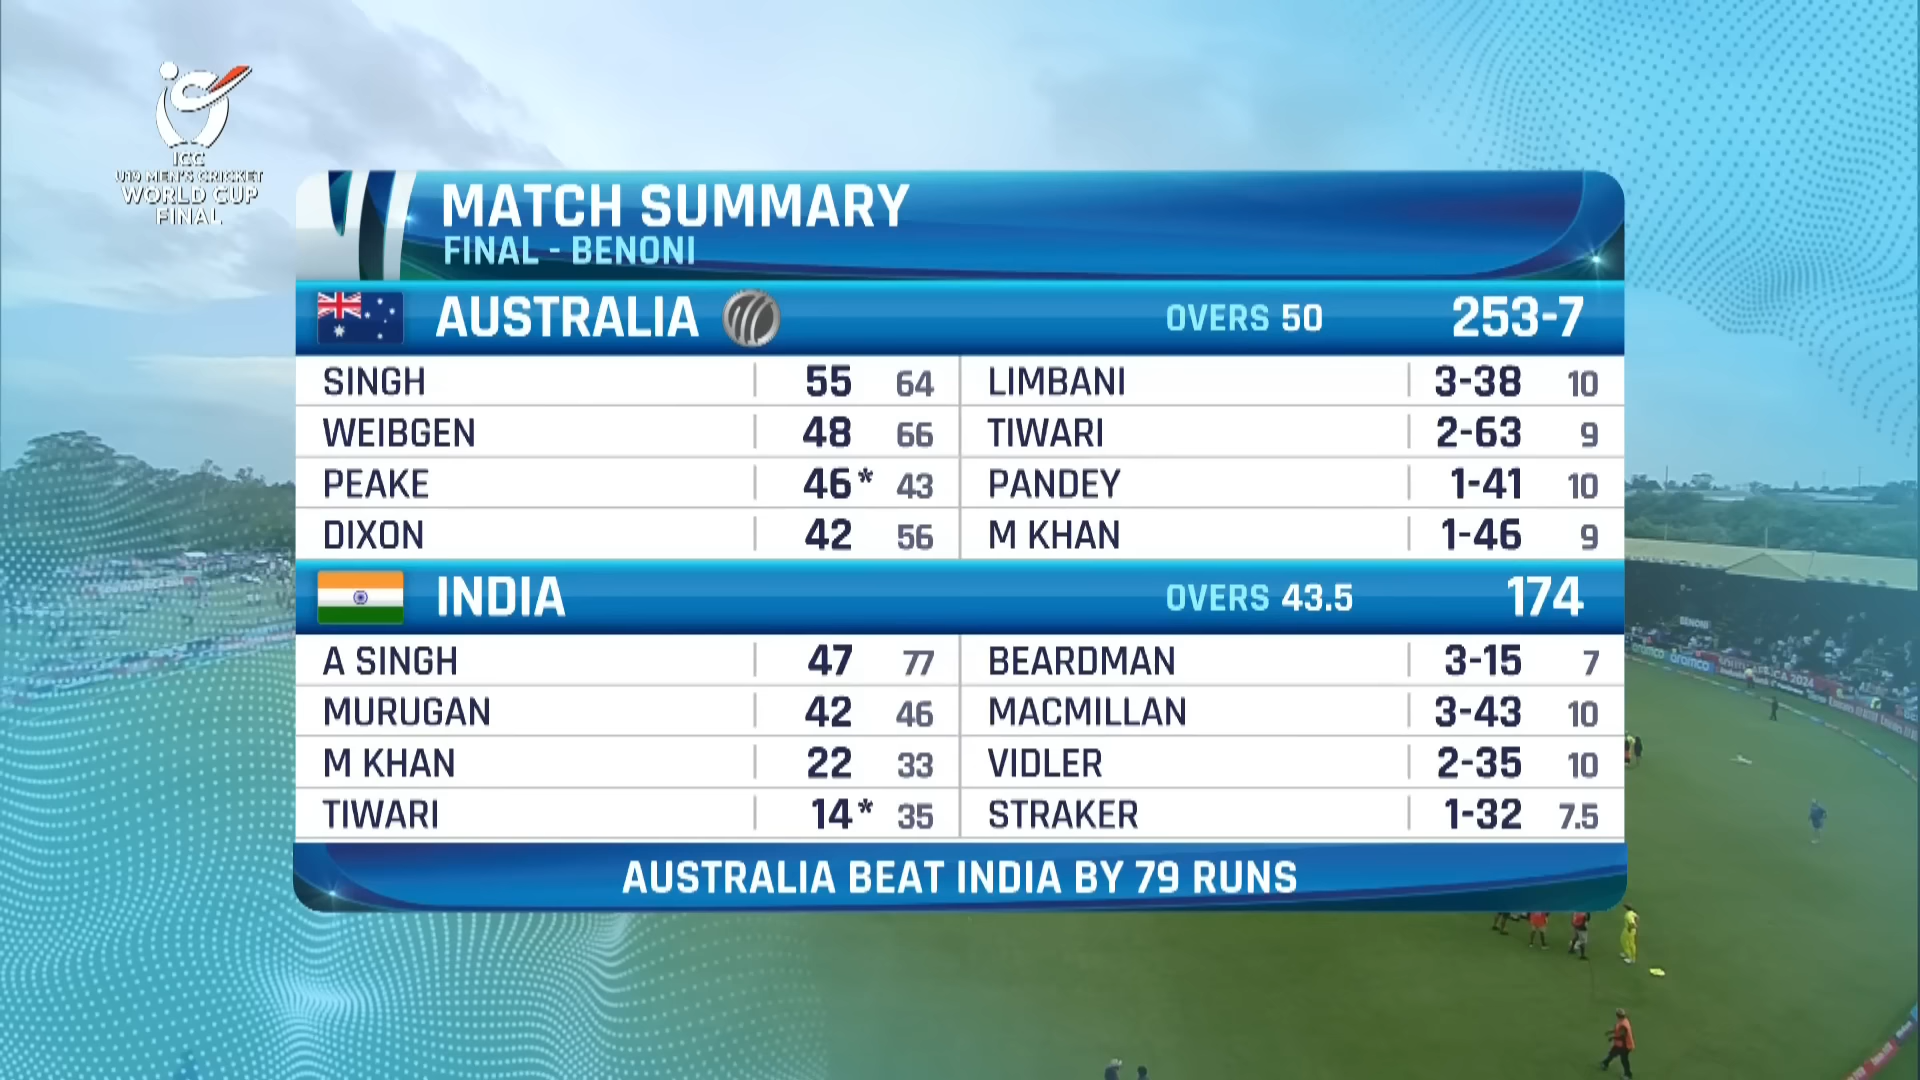 ICC
U19 MEN'S CRICKET
WORLD CUP
FINAL
MATCH SUMMARY
FINAL - BENONI
AUSTRALIA OVERS 50 253-7
SINGH 55 64 LIMBANI 3-38 10
WEIBGEN 48 66 TIWARI 2-63 9
PEAKE 46* 43 PANDEY 1-41 10
DIXON 42 56 M KHAN 1-46 9
INDIA OVERS 43.5 174
A SINGH 47 77 BEARDMAN 3-15 7
MURUGAN 42 46 MACMILLAN 3-43 10
M KHAN 22 33 VIDLER 2-35 10
TIWARI 14* 35 STRAKER 1-32 7.5
AUSTRALIA BEAT INDIA BY 79 RUNS
BENONI
aramco aramco